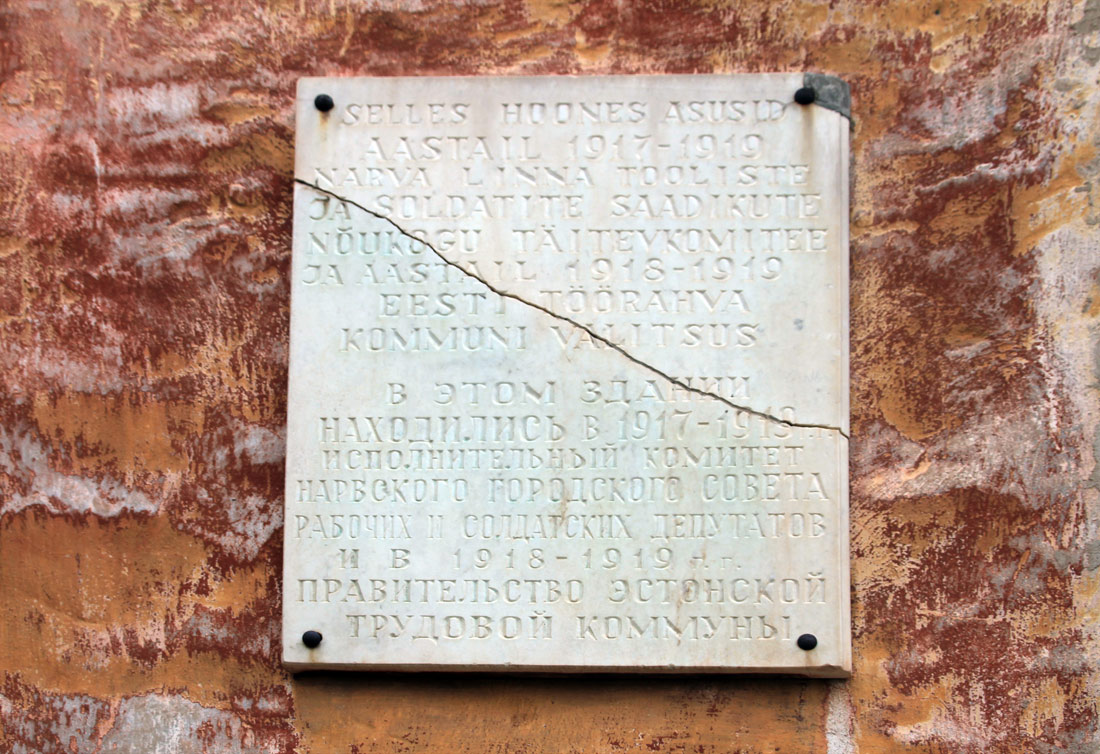 SELLES HOONES ASUSID
AASTAIL 1917-1919
NARVA LINNA TÖÖLISTE
JA SOLDATITE SAADIKUTE
NÕUKOGU TÄITEVKOMITEE
JA AASTAIL 1918-1919
EESTI TÖÖRAHVA
KOMMUNI VALITSUS
В ЭТОМ ЗДАНИИ
НАХОДИЛИСЬ В 1917-1919 г.г.
ИСПОЛНИТЕЛЬНЫЙ КОМИТЕТ
НАРВСКОГО ГОРОДСКОГО СОВЕТА
РАБОЧИХ И СОЛДАТСКИХ ДЕПУТАТОВ
И В 1918-1919 г.г.
ПРАВИТЕЛЬСТВО ЭСТОНСКОЙ
ТРУДОВОЙ КОММУНЫ.